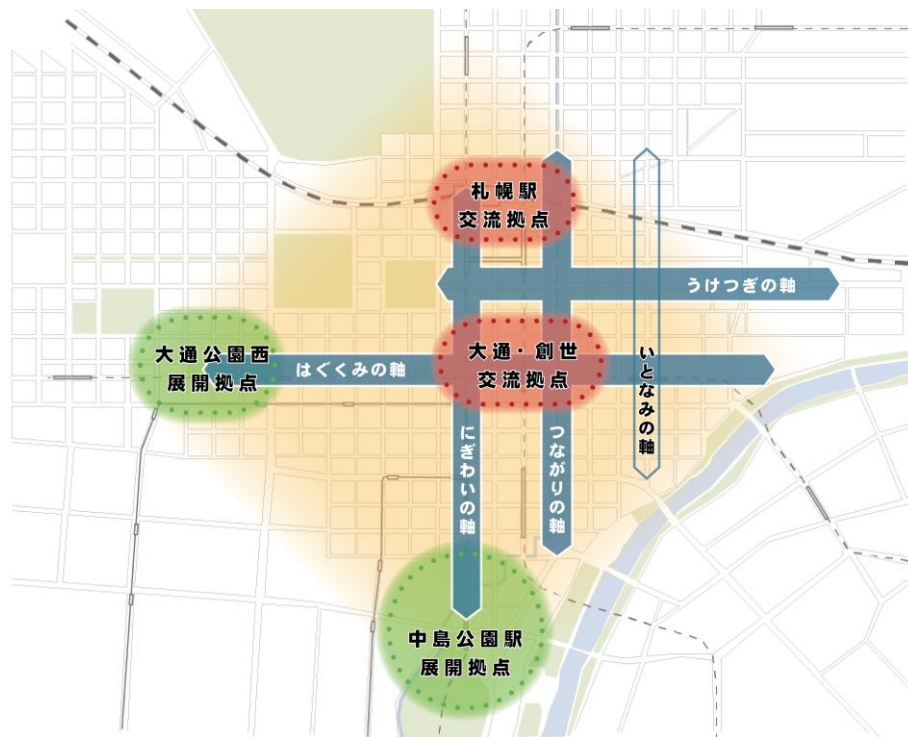 札幌駅
交流拠点
うけつぎの軸
大通公園西
展開拠点
はぐくみの軸
大通・創世
交流拠点
いとなみの軸
にぎわいの軸
つながりの軸
中島公園駅
展開拠点